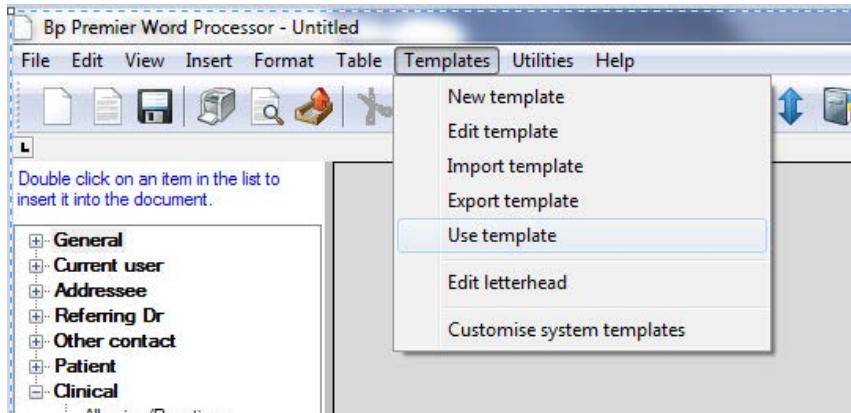 Bp Premier Word Processor - Untitled
File Edit View Insert Format Table Templates Utilities Help
New template
Edit template
Import template
Export template
Use template
Edit letterhead
Customise system templates
L
Double click on an item in the list to
insert it into the document.
General
Current user
Addressee
Referring Dr
Other contact
Patient
Clinical